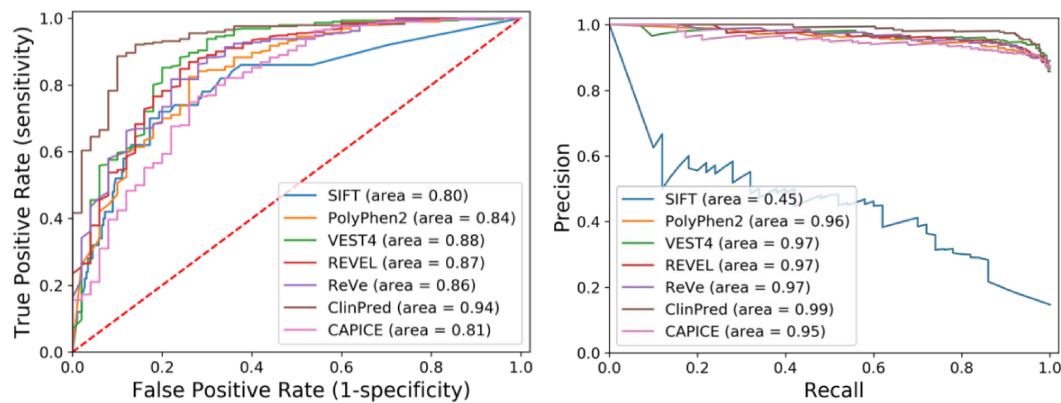 1.0
0.8
0.6
0.4
0.2
0.0
True Positive Rate (sensitivity)
SIFT (area = 0.80)
PolyPhen2 (area = 0.84)
VEST4 (area = 0.88)
REVEL (area = 0.87)
ReVe (area = 0.86)
ClinPred (area = 0.94)
CAPICE (area = 0.81)
0.0 0.2 0.4 0.6 0.8 1.0
False Positive Rate (1-specificity)
1.0
0.8
0.6
0.4
0.2
0.0
Precision
SIFT (area = 0.45)
PolyPhen2 (area = 0.96)
VEST4 (area = 0.97)
REVEL (area = 0.97)
ReVe (area = 0.97)
ClinPred (area = 0.99)
CAPICE (area = 0.95)
0.0 0.2 0.4 0.6 0.8 1.0
Recall